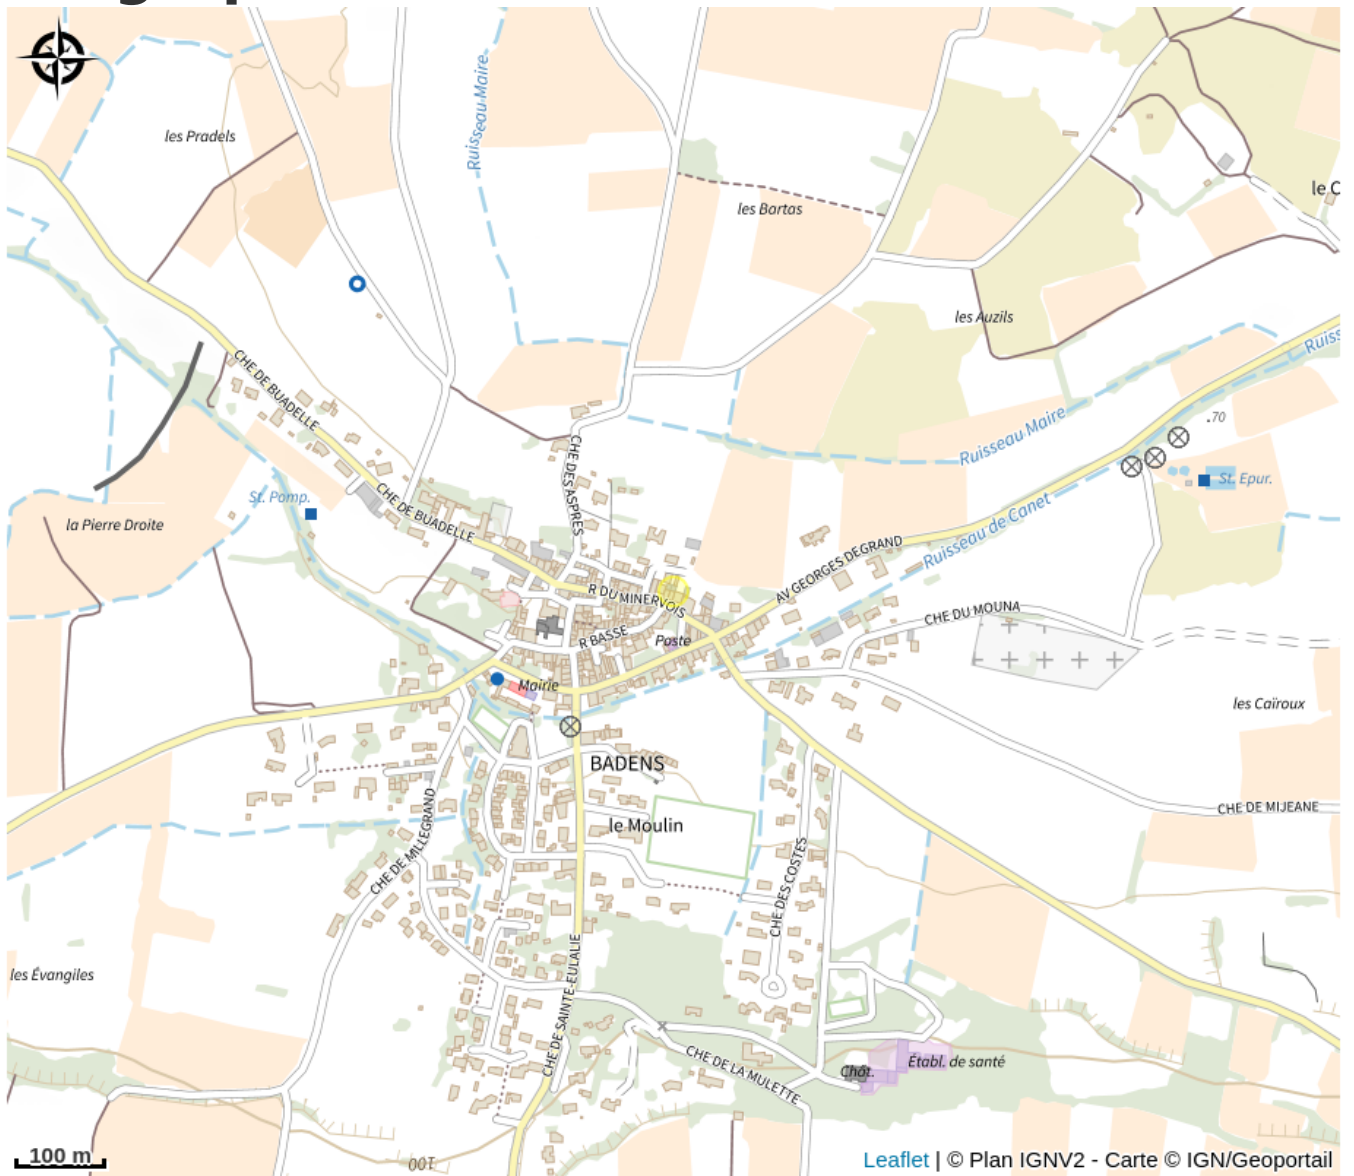 Ruisseau Maire
les Pradels
le C
les Bartas
les Auzils
Ruiss
CHE DE BUADELLE
Ruisseau Maire
.70
CHE DES ASPRES
St. Epur.
St. Pomp.
CHE DE BUADELLE
la Pierre Droite
Ruisseau de Canet
AV GEORGES DEGRAND
R DU MINERVOIS
CHE DU MOUNA
R BASSE
Poste
Mairie
les Caïroux
BADENS
CHE DE MIJEANE
le Moulin
CHE DE MILLEGRAND
CHE DES COSTES
les Évangiles
CHE DE SAINTE-EULALIE
CHE DE LA MULETTE
Établ. de santé
Chât.
100
100 m
Leaflet | © Plan IGNV2 - Carte © IGN/Geoportail